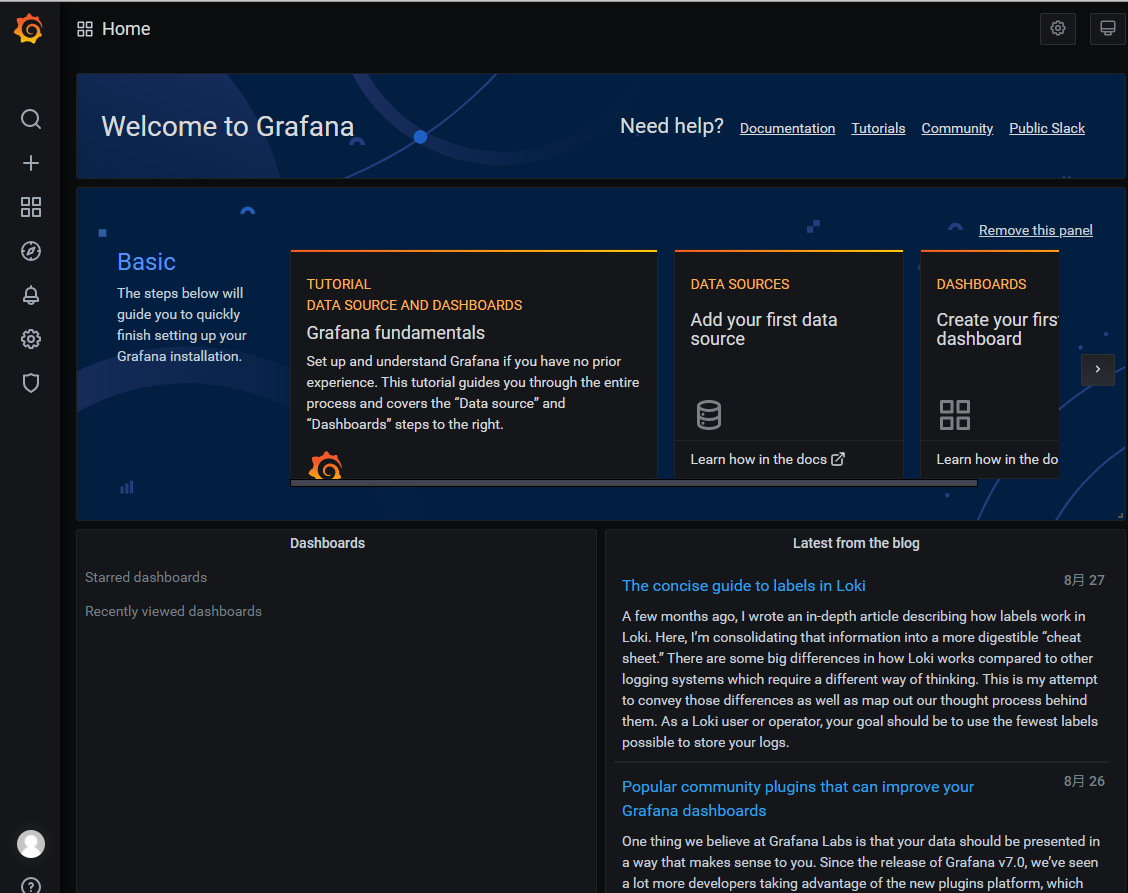 Home
Welcome to Grafana
Need help?
Documentation
Tutorials
Community
Public Slack
Remove this panel
Basic
The steps below will
guide you to quickly
finish setting up your
Grafana installation.
TUTORIAL
DATA SOURCE AND DASHBOARDS
Grafana fundamentals
Set up and understand Grafana if you have no prior
experience. This tutorial guides you through the entire
process and covers the “Data source” and
“Dashboards” steps to the right.
DATA SOURCES
Add your first data
source
Learn how in the docs
DASHBOARDS
Create your first
dashboard
Learn how in the do
Dashboards
Starred dashboards
Recently viewed dashboards
Latest from the blog
The concise guide to labels in Loki
8月 27
A few months ago, I wrote an in-depth article describing how labels work in
Loki. Here, I’m consolidating that information into a more digestible “cheat
sheet.” There are some big differences in how Loki works compared to other
logging systems which require a different way of thinking. This is my attempt
to convey those differences as well as map out our thought process behind
them. As a Loki user or operator, your goal should be to use the fewest labels
possible to store your logs.
Popular community plugins that can improve your
Grafana dashboards
8月 26
One thing we believe at Grafana Labs is that your data should be presented in
a way that makes sense to you. Since the release of Grafana v7.0, we’ve seen
a lot more developers taking advantage of the new plugins platform, which